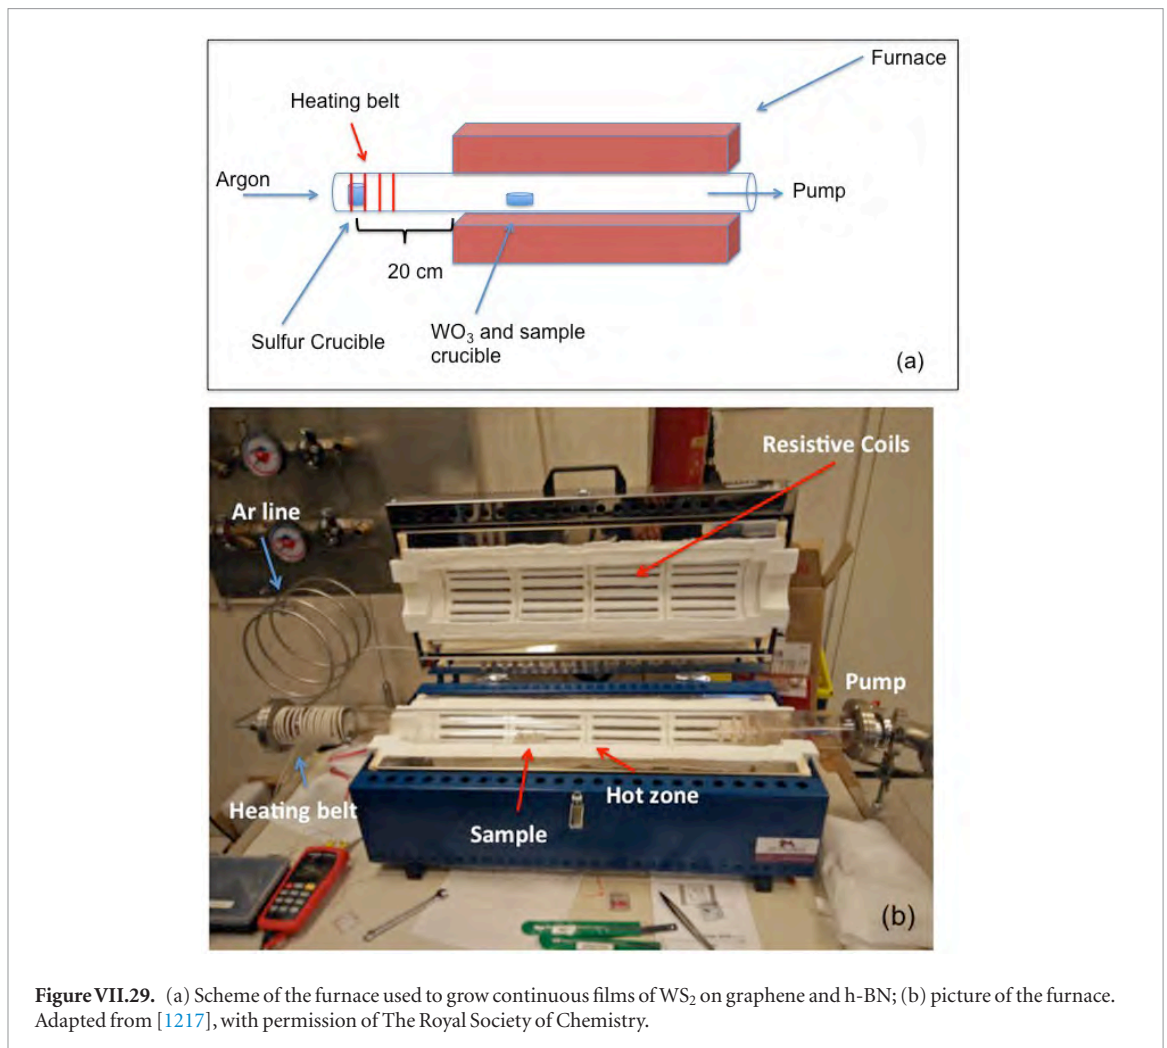 Furnace
Heating belt
Argon
Pump
20 cm
Sulfur Crucible
WO₃ and sample
crucible
(a)
Resistive Coils
Ar line
Pump
Heating belt
Hot zone
Sample
(b)
Figure VII.29. (a) Scheme of the furnace used to grow continuous films of WS₂ on graphene and h-BN; (b) picture of the furnace.
Adapted from [1217], with permission of The Royal Society of Chemistry.